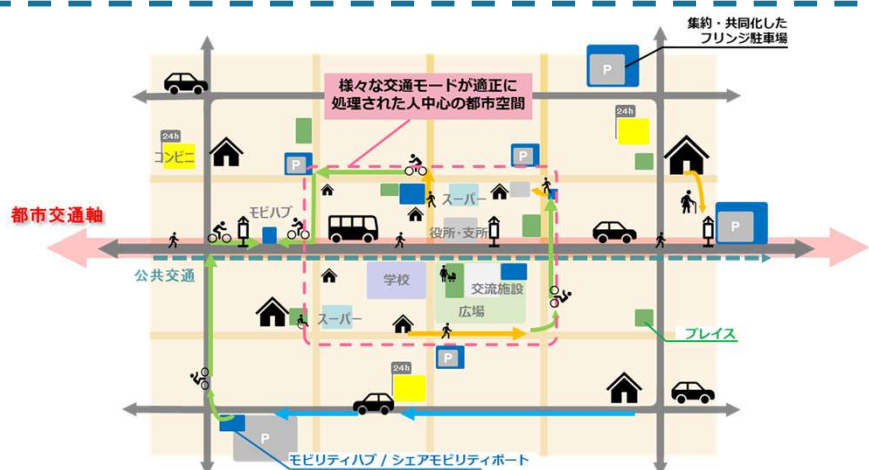 集約・共同化した
フリンジ駐車場
P
様々な交通モードが適正に
処理された人中心の都市空間
24h
コンビニ
24h
P
P
スーパー
都市交通軸
モビハブ
役所・支所
P
公共交通
学校
交流施設
広場
スーパー
プレイス
P
24h
P
モビリティハブ / シェアモビリティポート